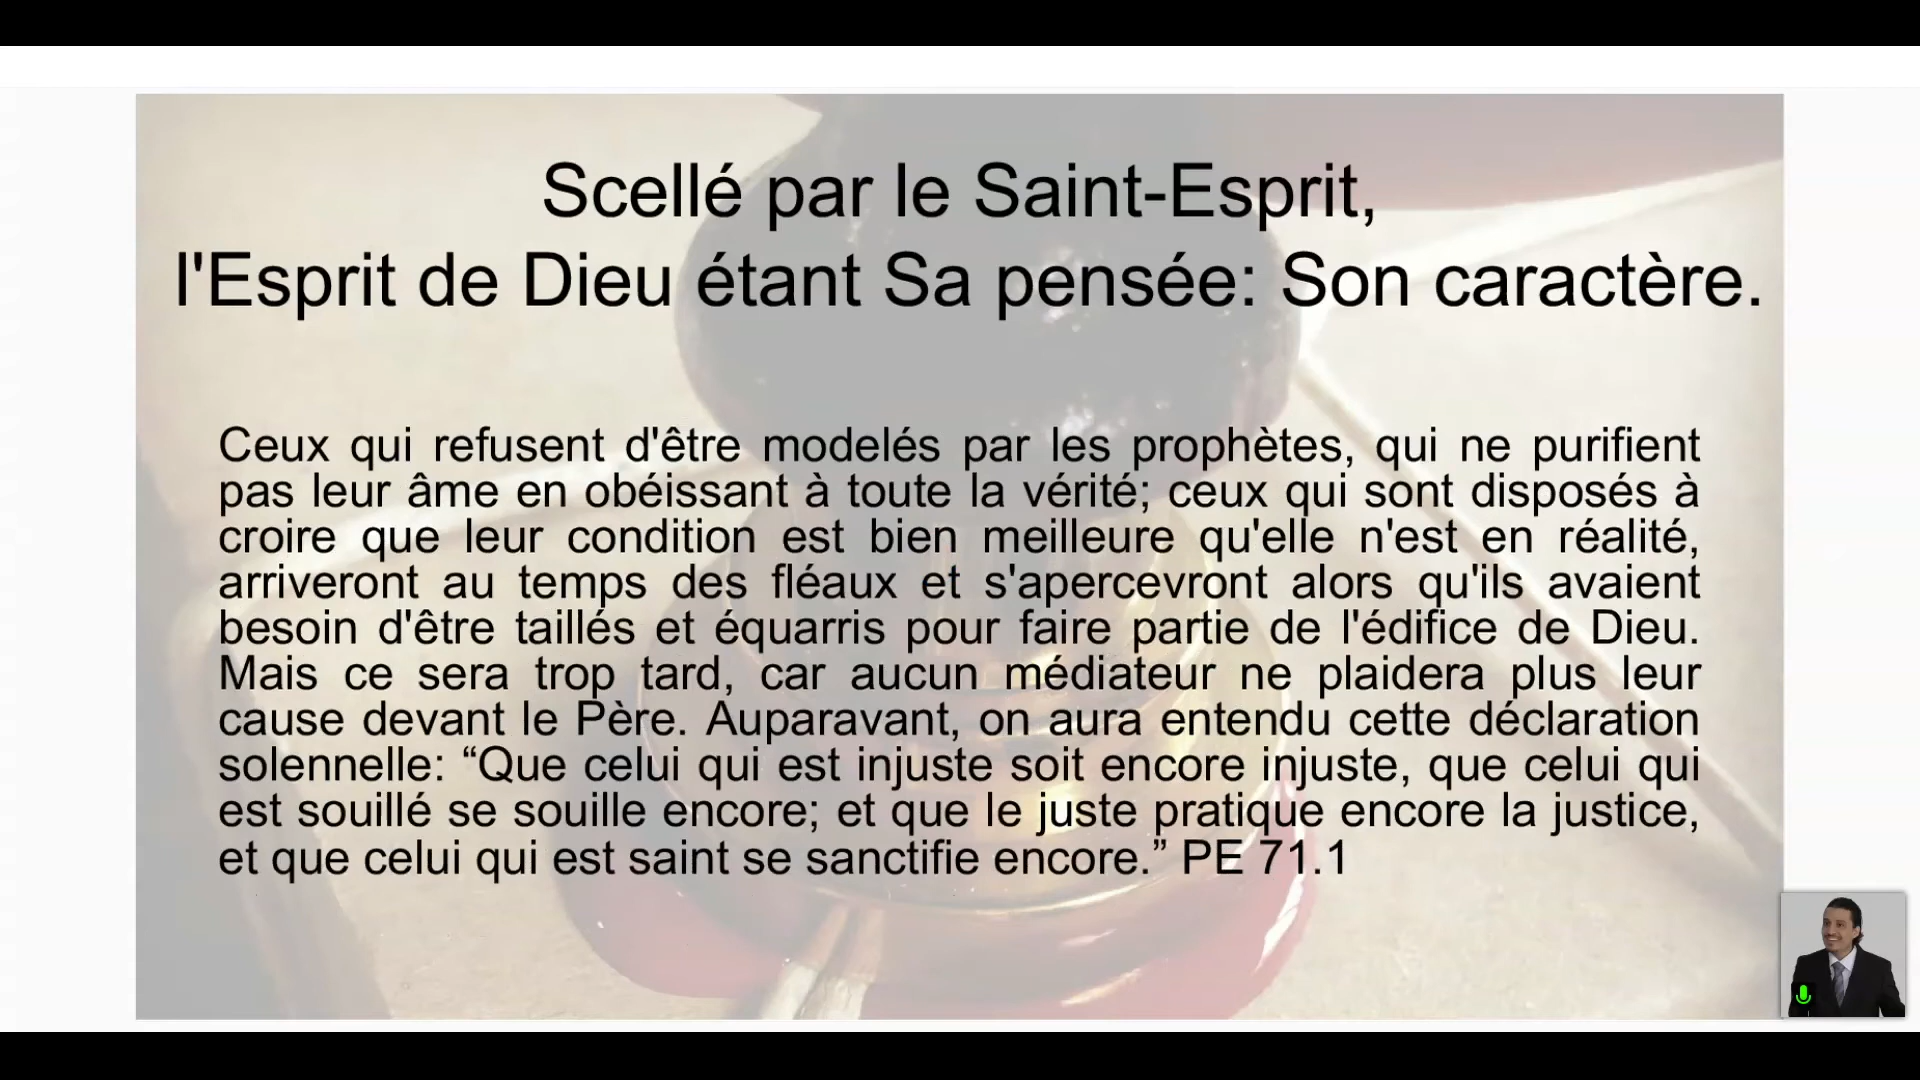 Scellé par le Saint-Esprit,
l'Esprit de Dieu étant Sa pensée: Son caractère.
Ceux qui refusent d'être modelés par les prophètes, qui ne purifient
pas leur âme en obéissant à toute la vérité; ceux qui sont disposés à
croire que leur condition est bien meilleure qu'elle n'est en réalité,
arriveront au temps des fléaux et s'apercevront alors qu'ils avaient
besoin d'être taillés et équarris pour faire partie de l'édifice de Dieu.
Mais ce sera trop tard, car aucun médiateur ne plaidera plus leur
cause devant le Père. Auparavant, on aura entendu cette déclaration
solennelle: “Que celui qui est injuste soit encore injuste, que celui qui
est souillé se souille encore; et que le juste pratique encore la justice,
et que celui qui est saint se sanctifie encore.” PE 71.1